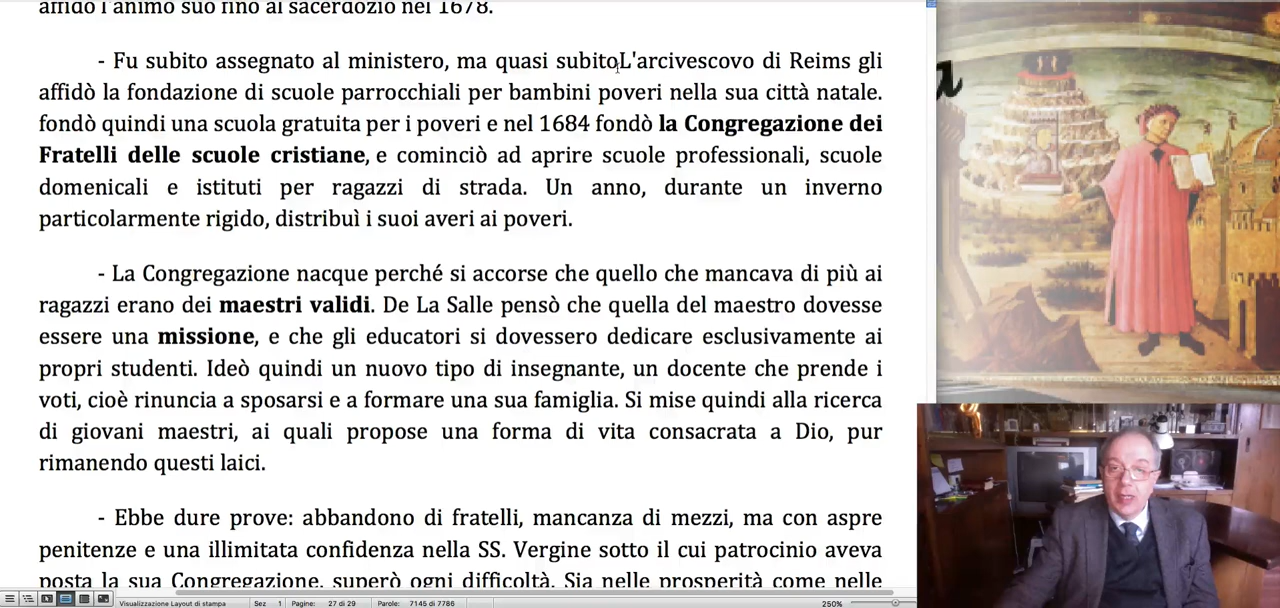 affidò l'animo suo fino al sacerdozio nel 1678.
- Fu subito assegnato al ministero, ma quasi subitoL'arcivescovo di Reims gli
affidò la fondazione di scuole parrocchiali per bambini poveri nella sua città natale.
fondò quindi una scuola gratuita per i poveri e nel 1684 fondò la Congregazione dei
Fratelli delle scuole cristiane, e cominciò ad aprire scuole professionali, scuole
domenicali e istituti per ragazzi di strada. Un anno, durante un inverno
particolarmente rigido, distribuì i suoi averi ai poveri.
- La Congregazione nacque perché si accorse che quello che mancava di più ai
ragazzi erano dei maestri validi. De La Salle pensò che quella del maestro dovesse
essere una missione, e che gli educatori si dovessero dedicare esclusivamente ai
propri studenti. Ideò quindi un nuovo tipo di insegnante, un docente che prende i
voti, cioè rinuncia a sposarsi e a formare una sua famiglia. Si mise quindi alla ricerca
di giovani maestri, ai quali propose una forma di vita consacrata a Dio, pur
rimanendo questi laici.
- Ebbe dure prove: abbandono di fratelli, mancanza di mezzi, ma con aspre
penitenze e una illimitata confidenza nella SS. Vergine sotto il cui patrocinio aveva
posta la sua Congregazione, superò ogni difficoltà. Sia nelle prosperità come nelle
Visualizzazione Layout di stampa Sez 1 Pagine: 27 di 29 Parole: 7145 di 7786 250%
a